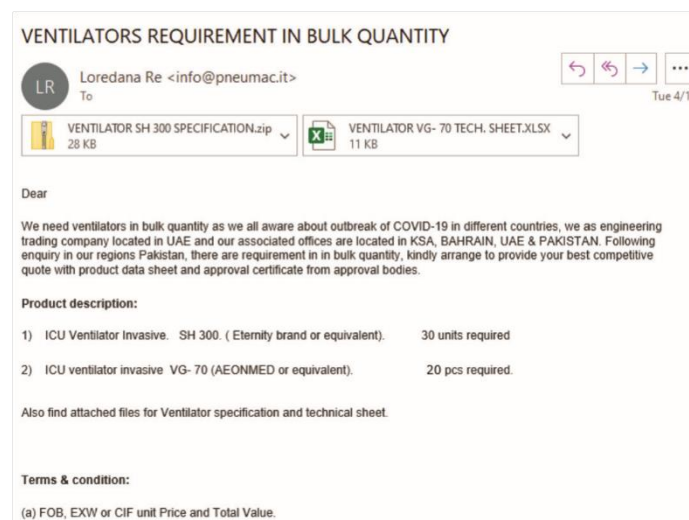 VENTILATORS REQUIREMENT IN BULK QUANTITY
LR
Loredana Re <info@pneumac.it>
To
Tue 4/1
VENTILATOR SH 300 SPECIFICATION.zip
28 KB
VENTILATOR VG- 70 TECH. SHEET.XLSX
11 KB
Dear
We need ventilators in bulk quantity as we all aware about outbreak of COVID-19 in different countries, we as engineering
trading company located in UAE and our associated offices are located in KSA, BAHRAIN, UAE & PAKISTAN. Following
enquiry in our regions Pakistan, there are requirement in in bulk quantity, kindly arrange to provide your best competitive
quote with product data sheet and approval certificate from approval bodies.
Product description:
1) ICU Ventilator Invasive. SH 300. ( Eternity brand or equivalent). 30 units required
2) ICU ventilator invasive VG- 70 (AEONMED or equivalent). 20 pcs required.
Also find attached files for Ventilator specification and technical sheet.
Terms & condition:
(a) FOB, EXW or CIF unit Price and Total Value.